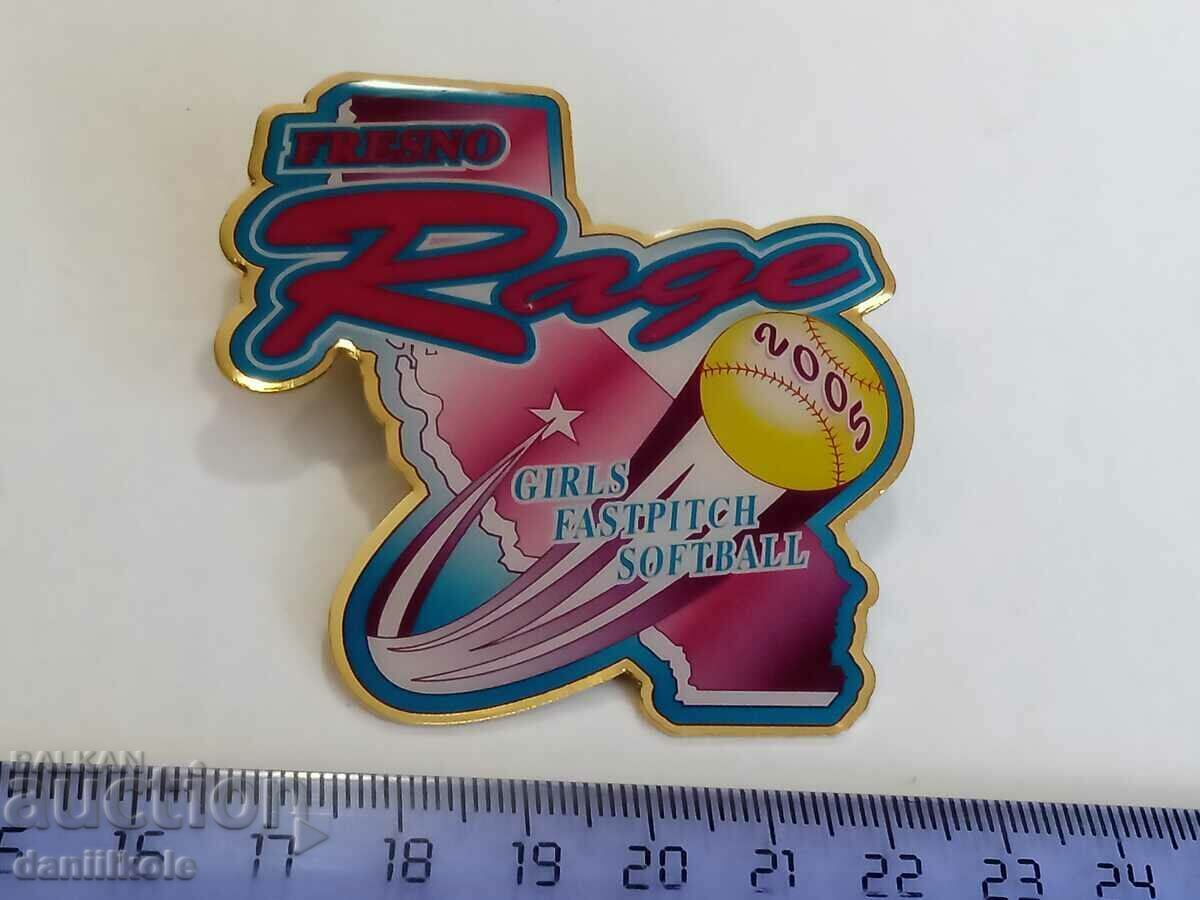 FRESNO
Rage
2005
GIRLS
FASTPITCH
SOFTBALL
BALKAN
auction
daniilkole
16 17 18 19 20 21 22 23 24